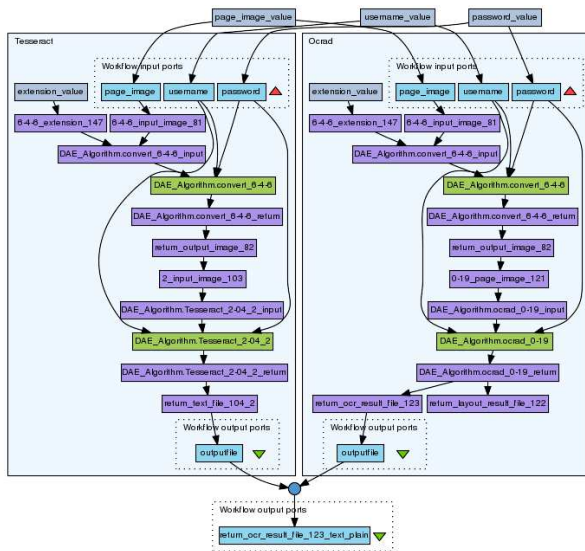 page_image_value
username_value
password_value
Tesseract
Workflow input ports
extension_value
page_image
username
password
6-4-6_extension_147
6-4-6_input_image_81
DAE_Algorithm.convert_6-4-6_input
DAE_Algorithm.convert_6-4-6
DAE_Algorithm.convert_6-4-6_return
return_output_image_82
2_input_image_103
DAE_Algorithm.Tesseract_2-04_2_input
DAE_Algorithm.Tesseract_2-04_2
DAE_Algorithm.Tesseract_2-04_2_return
return_text_file_104_2
Workflow output ports
outputfile
Ocrad
Workflow input ports
extension_value
page_image
username
password
6-4-6_extension_147
6-4-6_input_image_81
DAE_Algorithm.convert_6-4-6_input
DAE_Algorithm.convert_6-4-6
DAE_Algorithm.convert_6-4-6_return
return_output_image_82
0-19_page_image_121
DAE_Algorithm.ocrad_0-19_input
DAE_Algorithm.ocrad_0-19
DAE_Algorithm.ocrad_0-19_return
return_ocr_result_file_123
return_layout_result_file_122
Workflow output ports
outputfile
Workflow output ports
return_ocr_result_file_123_text_plain